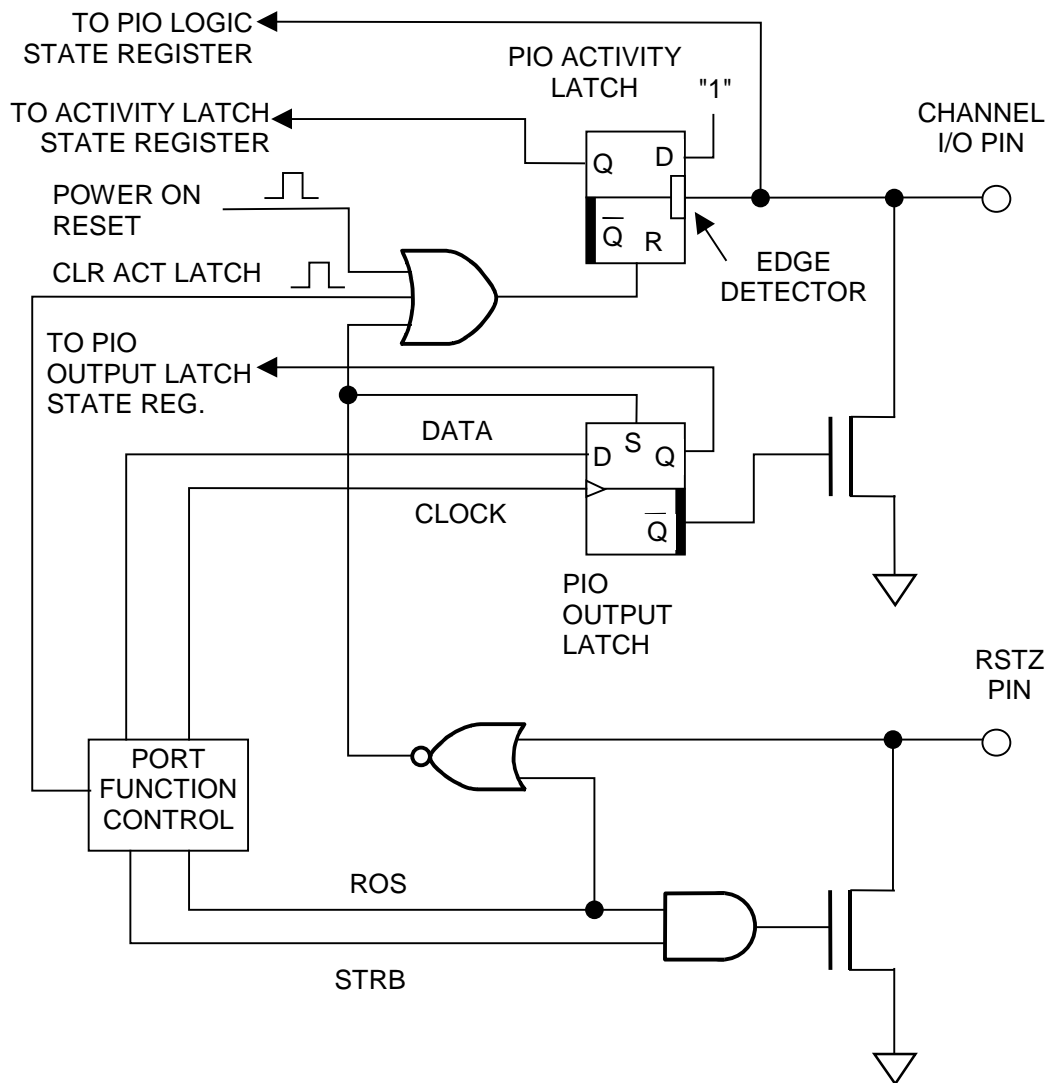 TO PIO LOGIC
STATE REGISTER
PIO ACTIVITY
LATCH
"1"
TO ACTIVITY LATCH
STATE REGISTER
CHANNEL
I/O PIN
Q
D
POWER ON
RESET
Q
R
CLR ACT LATCH
EDGE
DETECTOR
TO PIO
OUTPUT LATCH
STATE REG.
DATA
S
D
Q
CLOCK
Q
PIO
OUTPUT
LATCH
RSTZ
PIN
PORT
FUNCTION
CONTROL
ROS
STRB